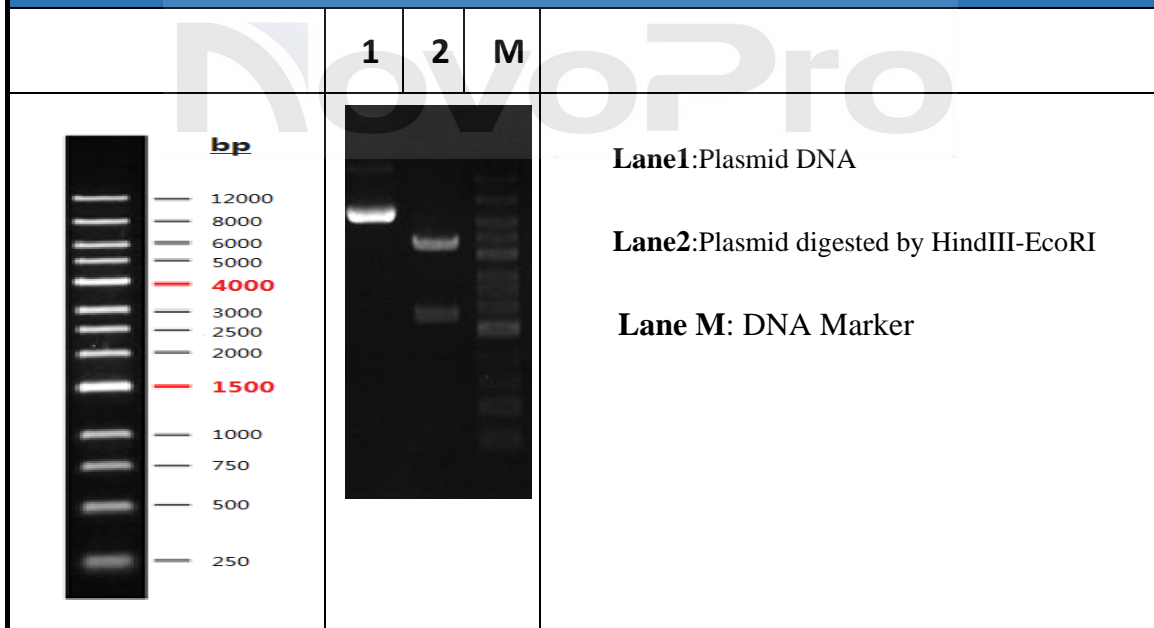 NovoPro
1 2 M
bp
12000
8000
6000
5000
4000
3000
2500
2000
1500
1000
750
500
250
Lane1:Plasmid DNA
Lane2:Plasmid digested by HindIII-EcoRI
Lane M: DNA Marker